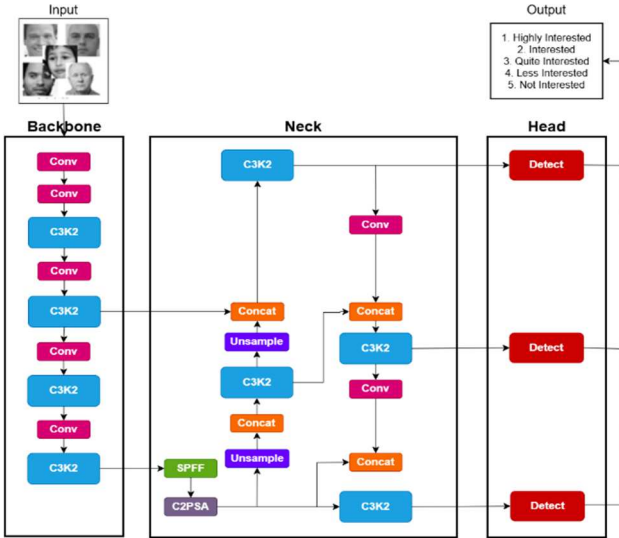 Input
Output
1. Highly Interested
2. Interested
3. Quite Interested
4. Less Interested
5. Not Interested
Backbone
Neck
Head
Conv
Conv
C3K2
Conv
C3K2
Conv
C3K2
Conv
C3K2
SPFF
C2PSA
C3K2
Concat
Unsample
C3K2
Concat
Unsample
Conv
Concat
C3K2
Conv
Concat
C3K2
Detect
Detect
Detect